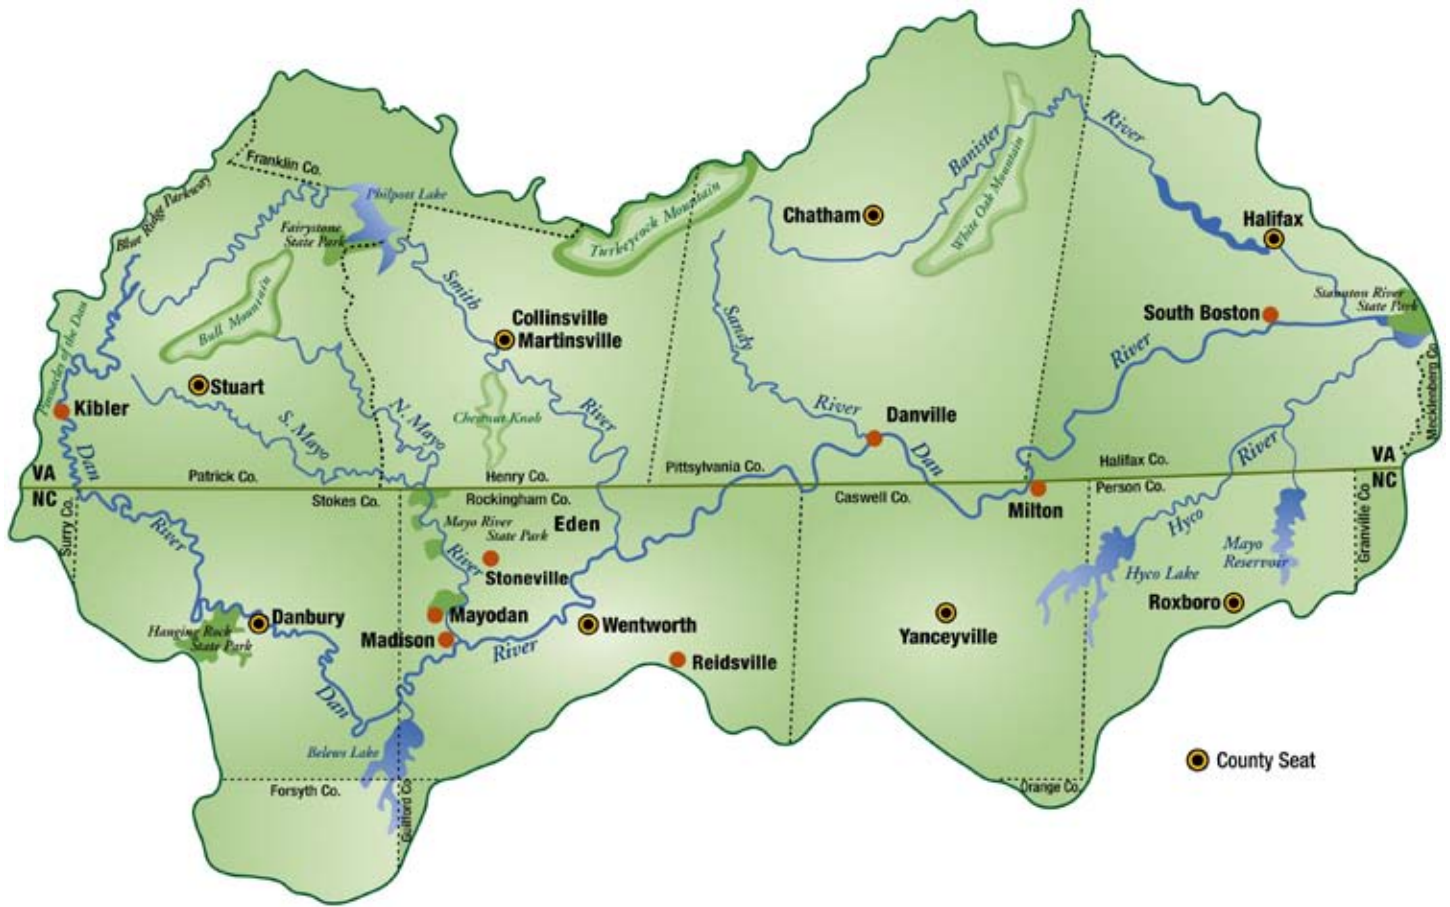 Franklin Co.
Blue Ridge Parkway
Philpott Lake
Fairystone
State Park
Turkeycock Mountain
Banister
River
White Oak Mountain
Chatham
Halifax
Bull Mountain
Smith
Pinnacles of the Dan
Staunton River
State Park
Collinsville
Martinsville
South Boston
Sandy
River
Stuart
Kibler
Chestnut Knob
N. Mayo
S. Mayo
River
River
Danville
Dan
Dan
River
Mecklenberg Co.
VA
NC
Patrick Co.
Henry Co.
Pittsylvania Co.
Halifax Co.
VA
NC
Surry Co.
Stokes Co.
Rockingham Co.
Caswell Co.
Person Co.
Granville Co
Milton
River
Mayo River
State Park
Eden
Hyco
Mayo
Reservoir
Hyco Lake
River
Stoneville
Roxboro
Danbury
Mayodan
Wentworth
Yanceyville
Hanging Rock
State Park
Madison
River
Reidsville
Dan
Belews Lake
Forsyth Co.
Guilford Co
Orange Co.
County Seat